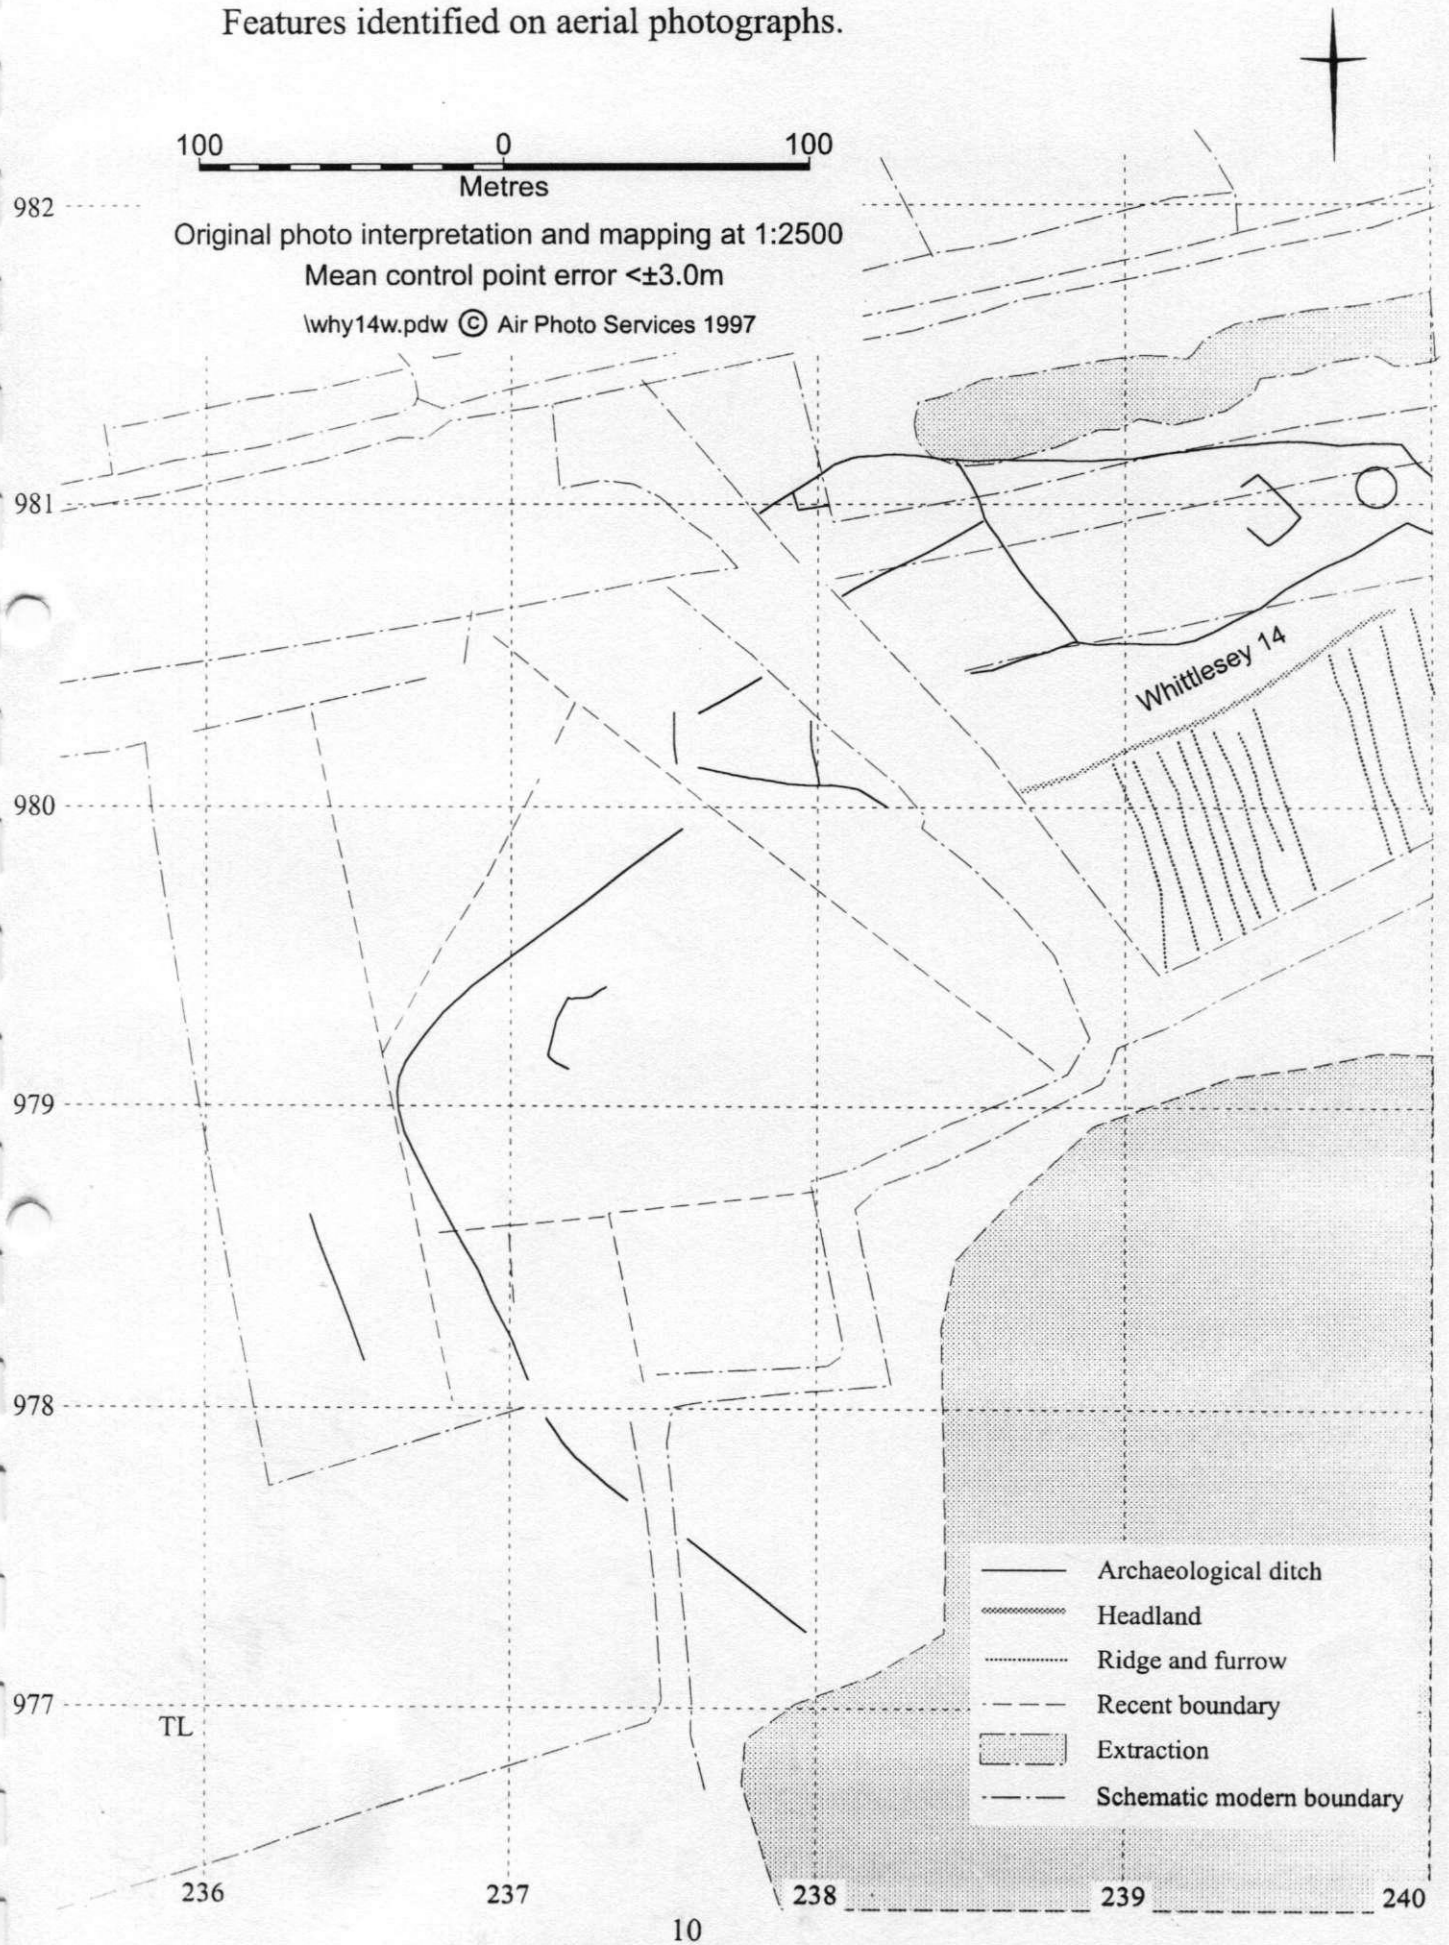 Features identified on aerial photographs.
100 0 100
Metres
982
Original photo interpretation and mapping at 1:2500
Mean control point error <±3.0m
\why14w.pdw © Air Photo Services 1997
981
Whittlesey 14
980
979
978
Archaeological ditch
Headland
Ridge and furrow
977
Recent boundary
TL
Extraction
Schematic modern boundary
236 237 238 239 240
10